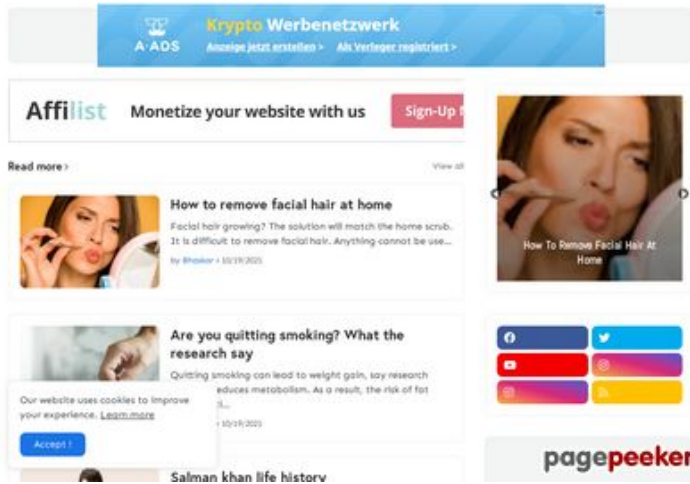 A·ADS
Krypto Werbenetzwerk
Anzeige jetzt erstellen > Als Verleger registriert >
Affilist
Monetize your website with us
Sign-Up
Read more >
View all
How to remove facial hair at home
Facial hair growing? The solution will match the home scrub.
It is difficult to remove facial hair. Anything cannot be use...
by Bhaskar • 10/19/2021
How To Remove Facial Hair At
Home
Are you quitting smoking? What the
research say
Quitting smoking can lead to weight gain, say research
educes metabolism. As a result, the risk of fat
10/19/2021
Our website uses cookies to improve
your experience. Learn more
Accept !
Salman khan life history
pagepeeker